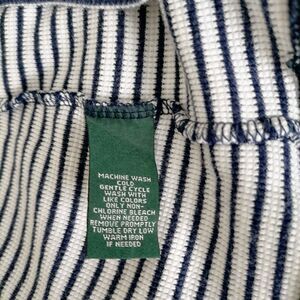 MACHINE WASH
COLD
GENTLE CYCLE
WASH WITH
LIKE COLORS
ONLY NON-
CHLORINE BLEACH
WHEN NEEDED
REMOVE PROMPTLY
TUMBLE DRY LOW
WARM IRON
IF NEEDED